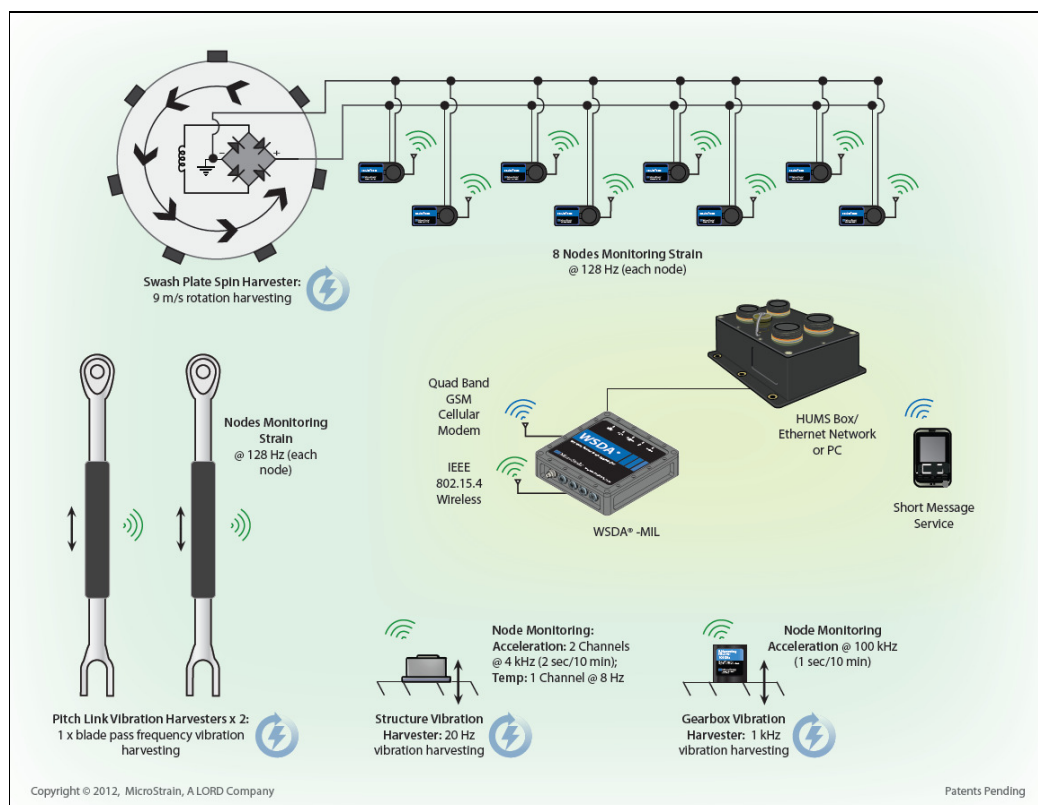 8 Nodes Monitoring Strain
@ 128 Hz (each node)
Swash Plate Spin Harvester:
9 m/s rotation harvesting
Quad Band
GSM
Cellular
Modem
HUMS Box/
Ethernet Network
or PC
Nodes Monitoring
Strain
@ 128 Hz (each
node)
WSDA®
IEEE
802.15.4
Wireless
Short Message
Service
WSDA® -MIL
Node Monitoring:
Acceleration: 2 Channels
@ 4 kHz (2 sec/10 min);
Temp: 1 Channel @ 8 Hz
Node Monitoring
Acceleration @ 100 kHz
(1 sec/10 min)
Pitch Link Vibration Harvesters x 2:
1 x blade pass frequency vibration
harvesting
Structure Vibration
Harvester: 20 Hz
vibration harvesting
Gearbox Vibration
Harvester: 1 kHz
vibration harvesting
Copyright © 2012, MicroStrain, A LORD Company
Patents Pending